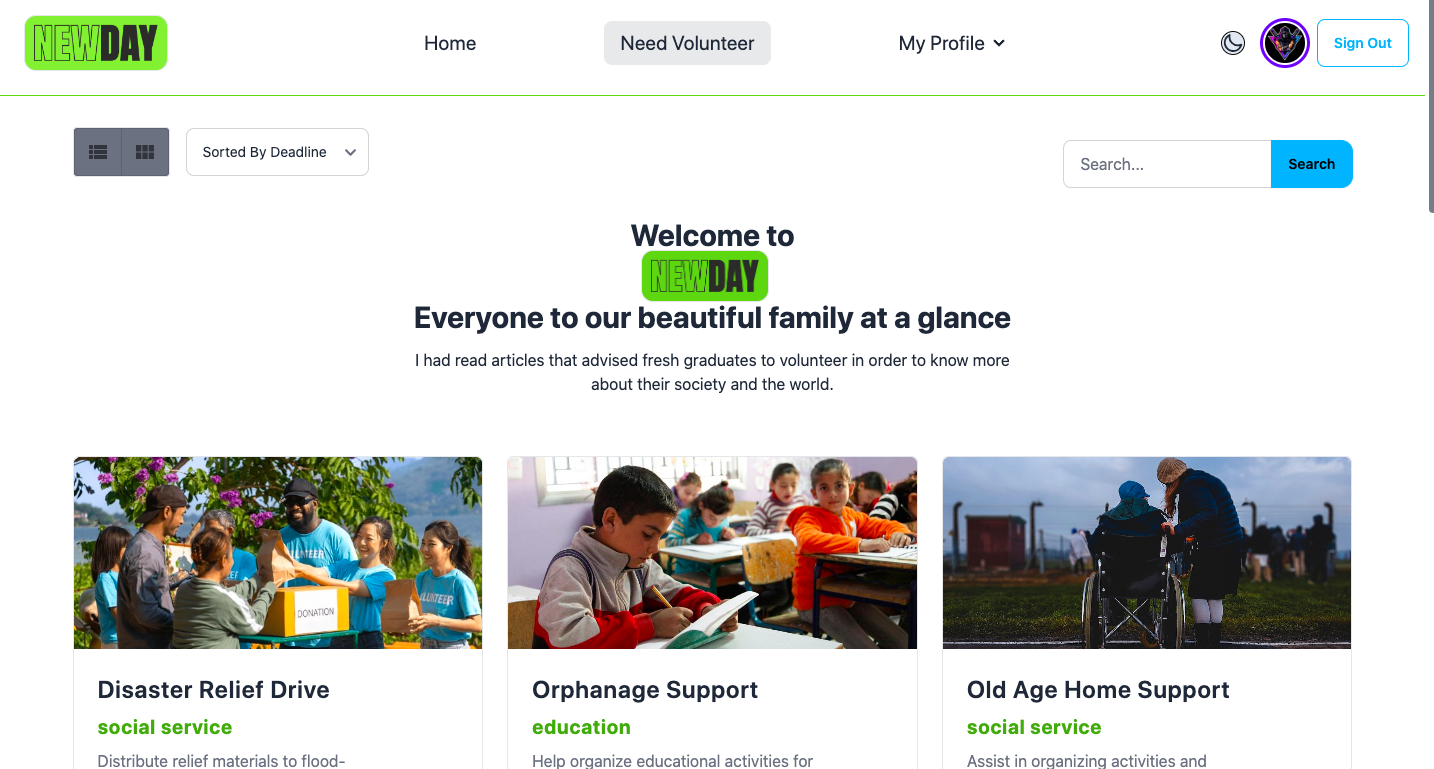 NEWDAY
Home
Need Volunteer
My Profile
Sign Out
Sorted By Deadline
Search...
Search
Welcome to
NEWDAY
Everyone to our beautiful family at a glance
I had read articles that advised fresh graduates to volunteer in order to know more
about their society and the world.
VOLUNTEER
DONATION
VOLUNTEER
Disaster Relief Drive
social service
Distribute relief materials to flood-
Orphanage Support
education
Help organize educational activities for
Old Age Home Support
social service
Assist in organizing activities and